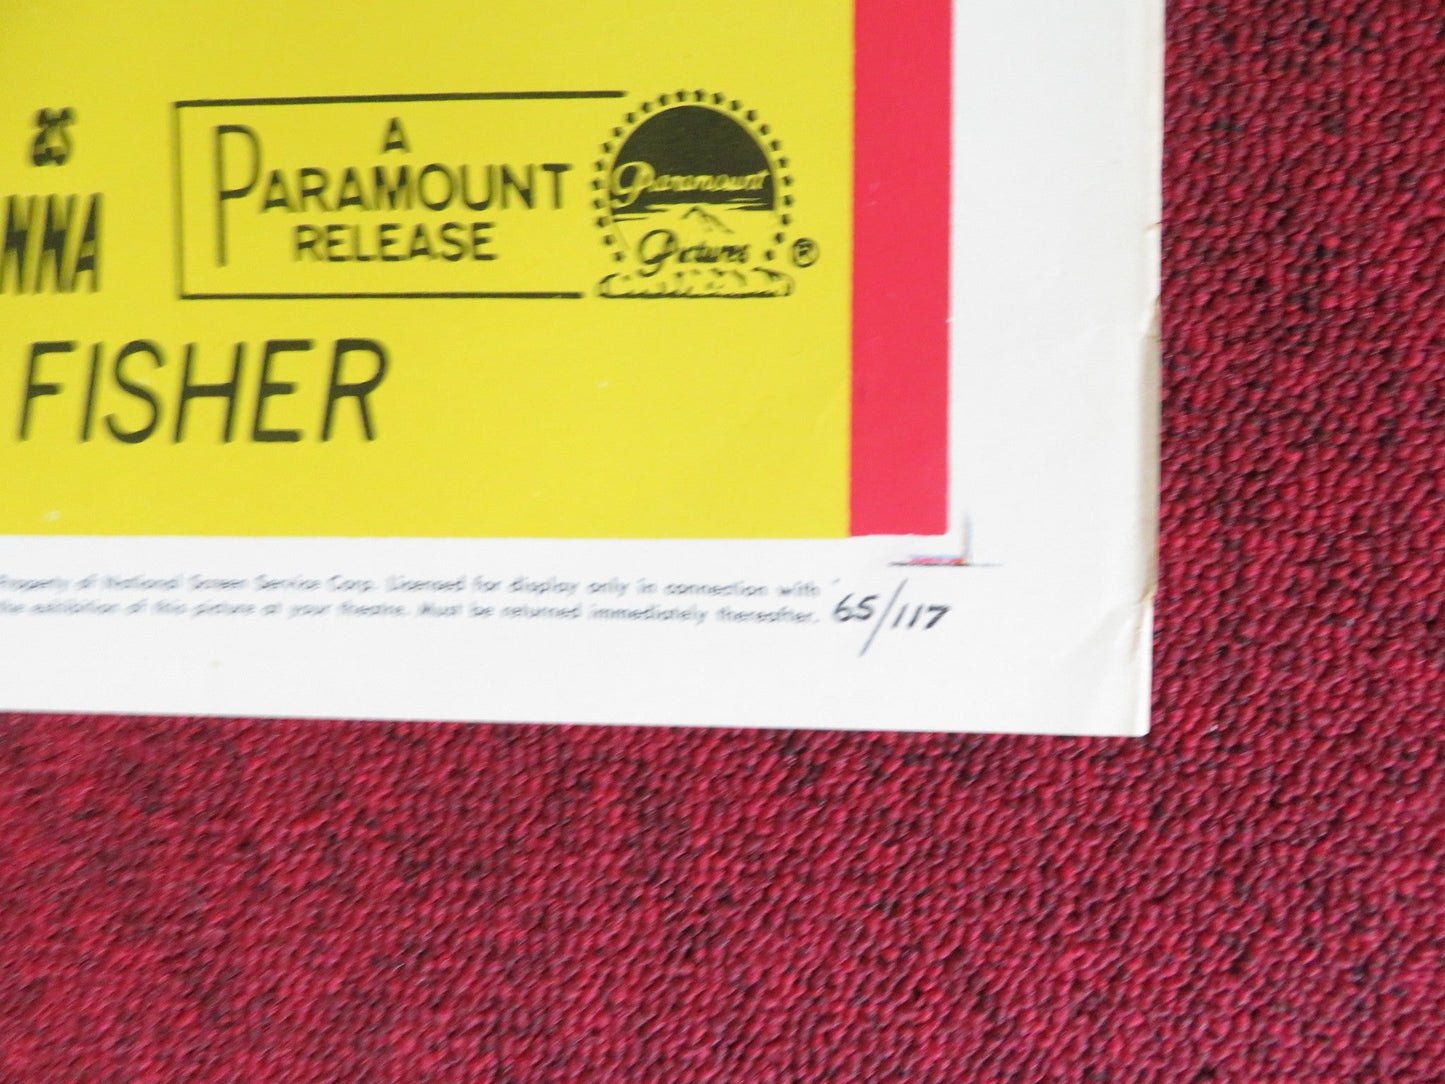 as
NNA
A
PARAMOUNT
RELEASE
Paramount
Pictures
®
FISHER
Property of National Screen Service Corp. Licensed for display only in connection with
the exhibition of this picture at your theatre. Must be returned immediately thereafter.
65/117